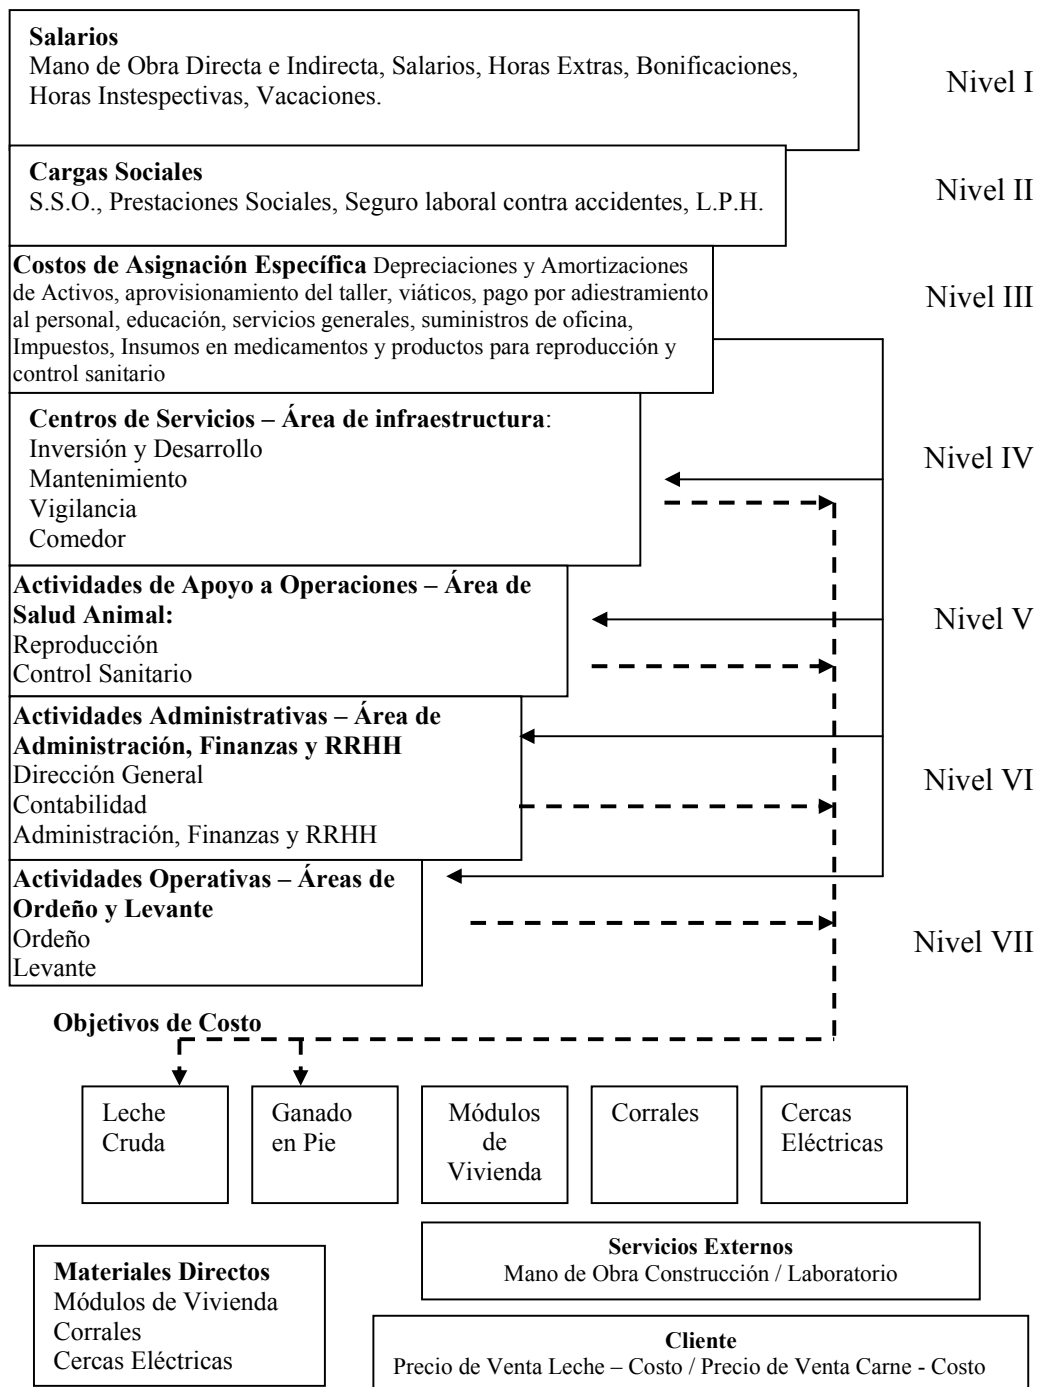 Salarios
Mano de Obra Directa e Indirecta, Salarios, Horas Extras, Bonificaciones,
Horas Instespectivas, Vacaciones.
Nivel I
Cargas Sociales
S.S.O., Prestaciones Sociales, Seguro laboral contra accidentes, L.P.H.
Nivel II
Costos de Asignación Específica Depreciaciones y Amortizaciones
de Activos, aprovisionamiento del taller, viáticos, pago por adiestramiento
al personal, educación, servicios generales, suministros de oficina,
Impuestos, Insumos en medicamentos y productos para reproducción y
control sanitario
Nivel III
Centros de Servicios – Área de infraestructura:
Inversión y Desarrollo
Mantenimiento
Vigilancia
Comedor
Nivel IV
Actividades de Apoyo a Operaciones – Área de
Salud Animal:
Reproducción
Control Sanitario
Nivel V
Actividades Administrativas – Área de
Administración, Finanzas y RRHH
Dirección General
Contabilidad
Administración, Finanzas y RRHH
Nivel VI
Actividades Operativas – Áreas de
Ordeño y Levante
Ordeño
Levante
Nivel VII
Objetivos de Costo
Leche
Cruda
Ganado
en Pie
Módulos
de
Vivienda
Corrales
Cercas
Eléctricas
Servicios Externos
Mano de Obra Construcción / Laboratorio
Materiales Directos
Módulos de Vivienda
Corrales
Cercas Eléctricas
Cliente
Precio de Venta Leche – Costo / Precio de Venta Carne - Costo